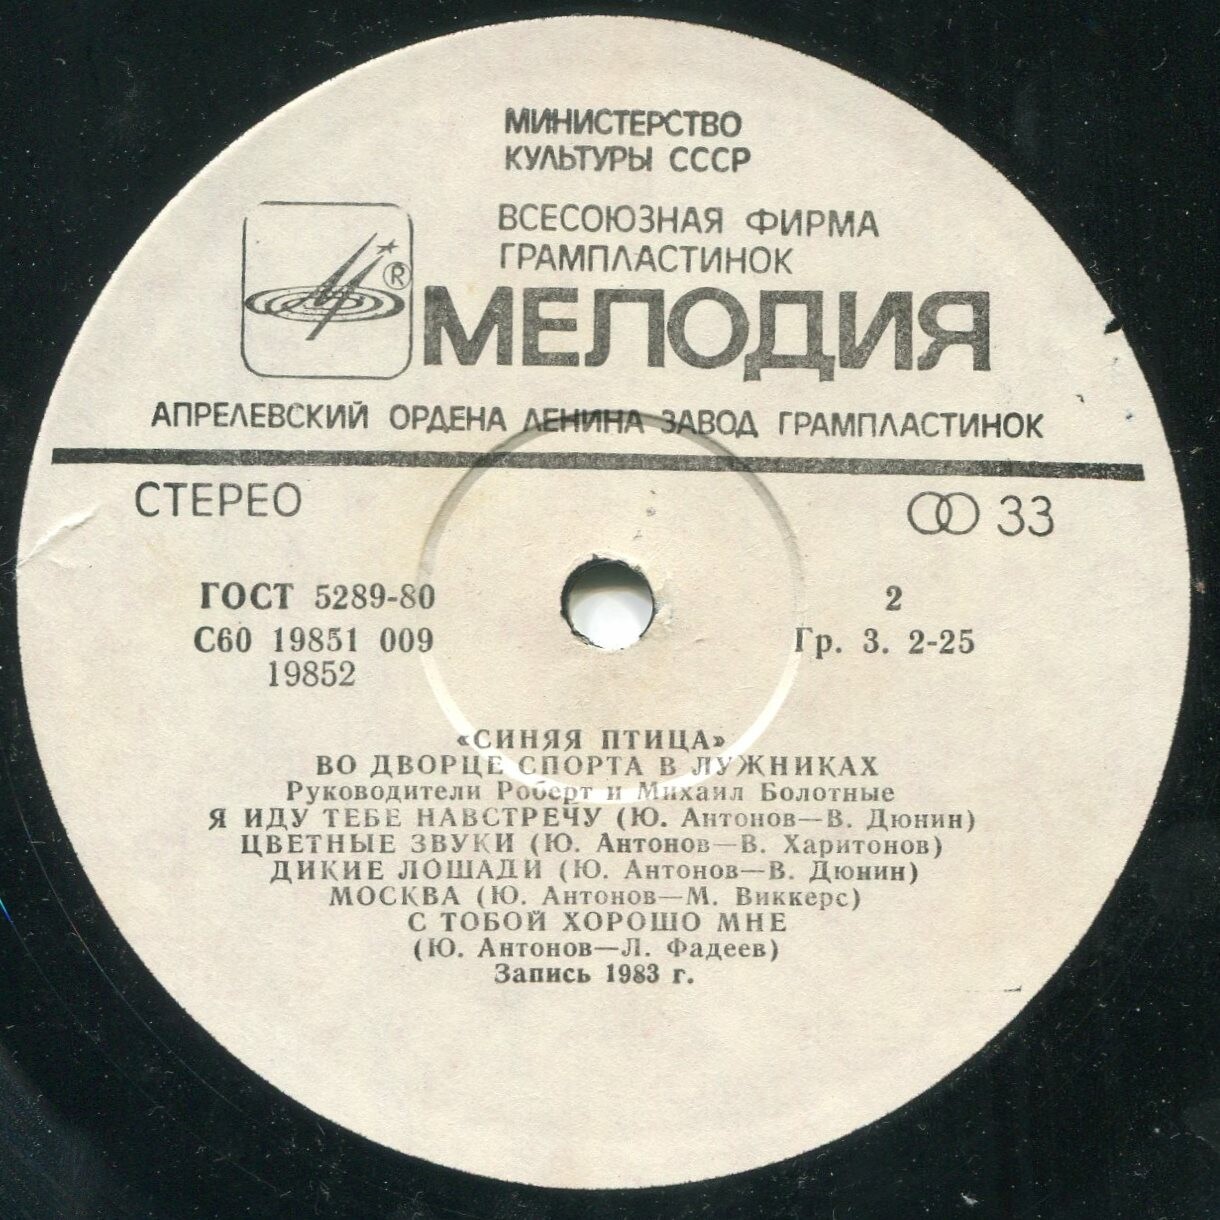 МИНИСТЕРСТВО
КУЛЬТУРЫ СССР
ВСЕСОЮЗНАЯ ФИРМА
ГРАМПЛАСТИНОК
® МЕЛОДИЯ
АПРЕЛЕВСКИЙ ОРДЕНА ЛЕНИНА ЗАВОД ГРАМПЛАСТИНОК
СТЕРЕО 33
ГОСТ 5289-80 2
С60 19851 009 Гр. 3. 2-25
19852
«СИНЯЯ ПТИЦА»
ВО ДВОРЦЕ СПОРТА В ЛУЖНИКАХ
Руководители Роберт и Михаил Болотные
Я ИДУ ТЕБЕ НАВСТРЕЧУ (Ю. Антонов—В. Дюнин)
ЦВЕТНЫЕ ЗВУКИ (Ю. Антонов—В. Харитонов)
ДИКИЕ ЛОШАДИ (Ю. Антонов—В. Дюнин)
МОСКВА (Ю. Антонов—М. Виккерс)
С ТОБОЙ ХОРОШО МНЕ
(Ю. Антонов—Л. Фадеев)
Запись 1983 г.